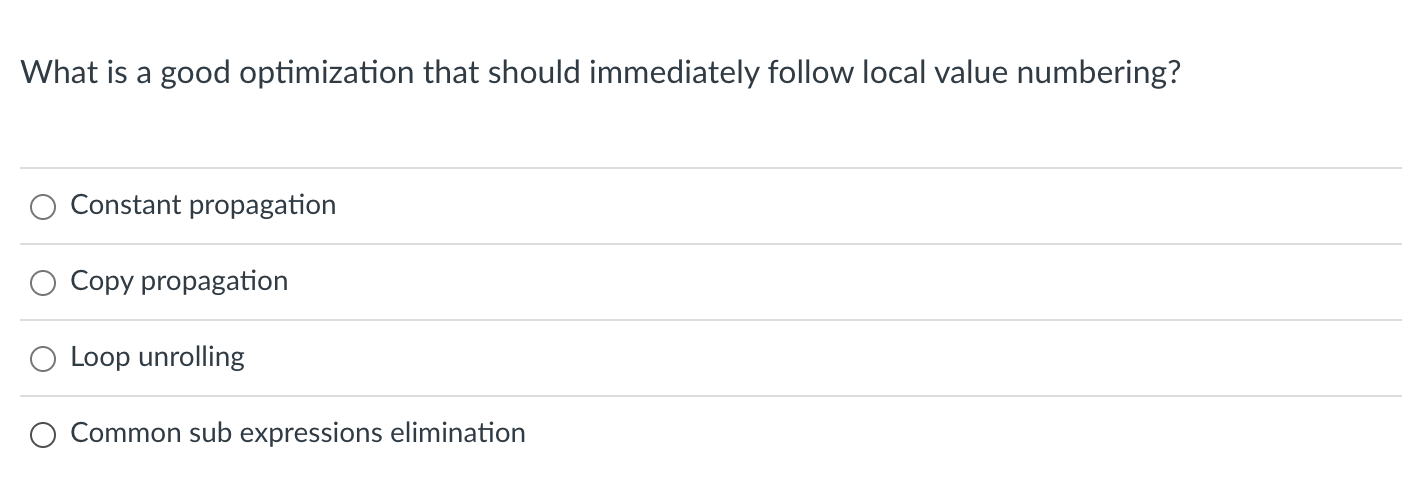 What is a good optimization that should immediately follow local value numbering?
Constant propagation
Copy propagation
Loop unrolling
Common sub expressions elimination